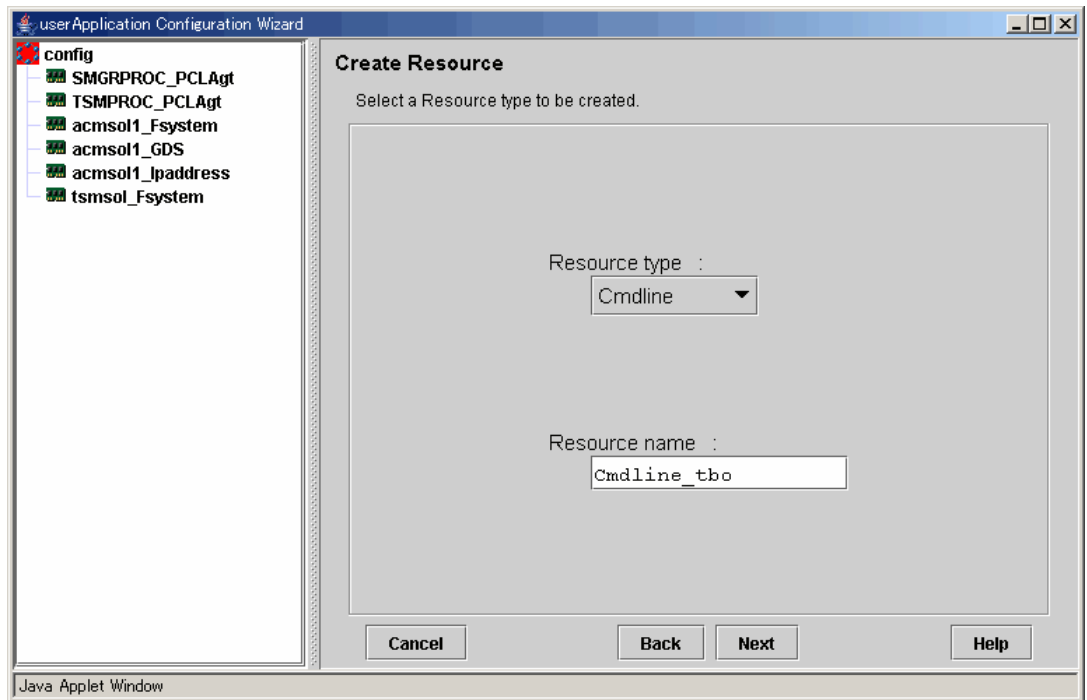 userApplication Configuration Wizard
config
SMGRPROC_PCLAgt
TSMPROC_PCLAgt
acmsol1_Fsystem
acmsol1_GDS
acmsol1_Ipaddress
tsmsol_Fsystem
Create Resource
Select a Resource type to be created.
Resource type :
Cmdline
Resource name :
Cmdline_tbo
Cancel Back Next Help
Java Applet Window